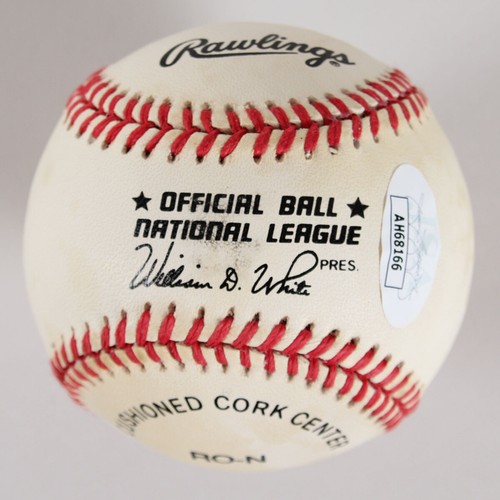 Rawlings
★ OFFICIAL BALL ★
NATIONAL LEAGUE
William D. White PRES.
AH68166
CUSHIONED CORK CENTER
RO-N